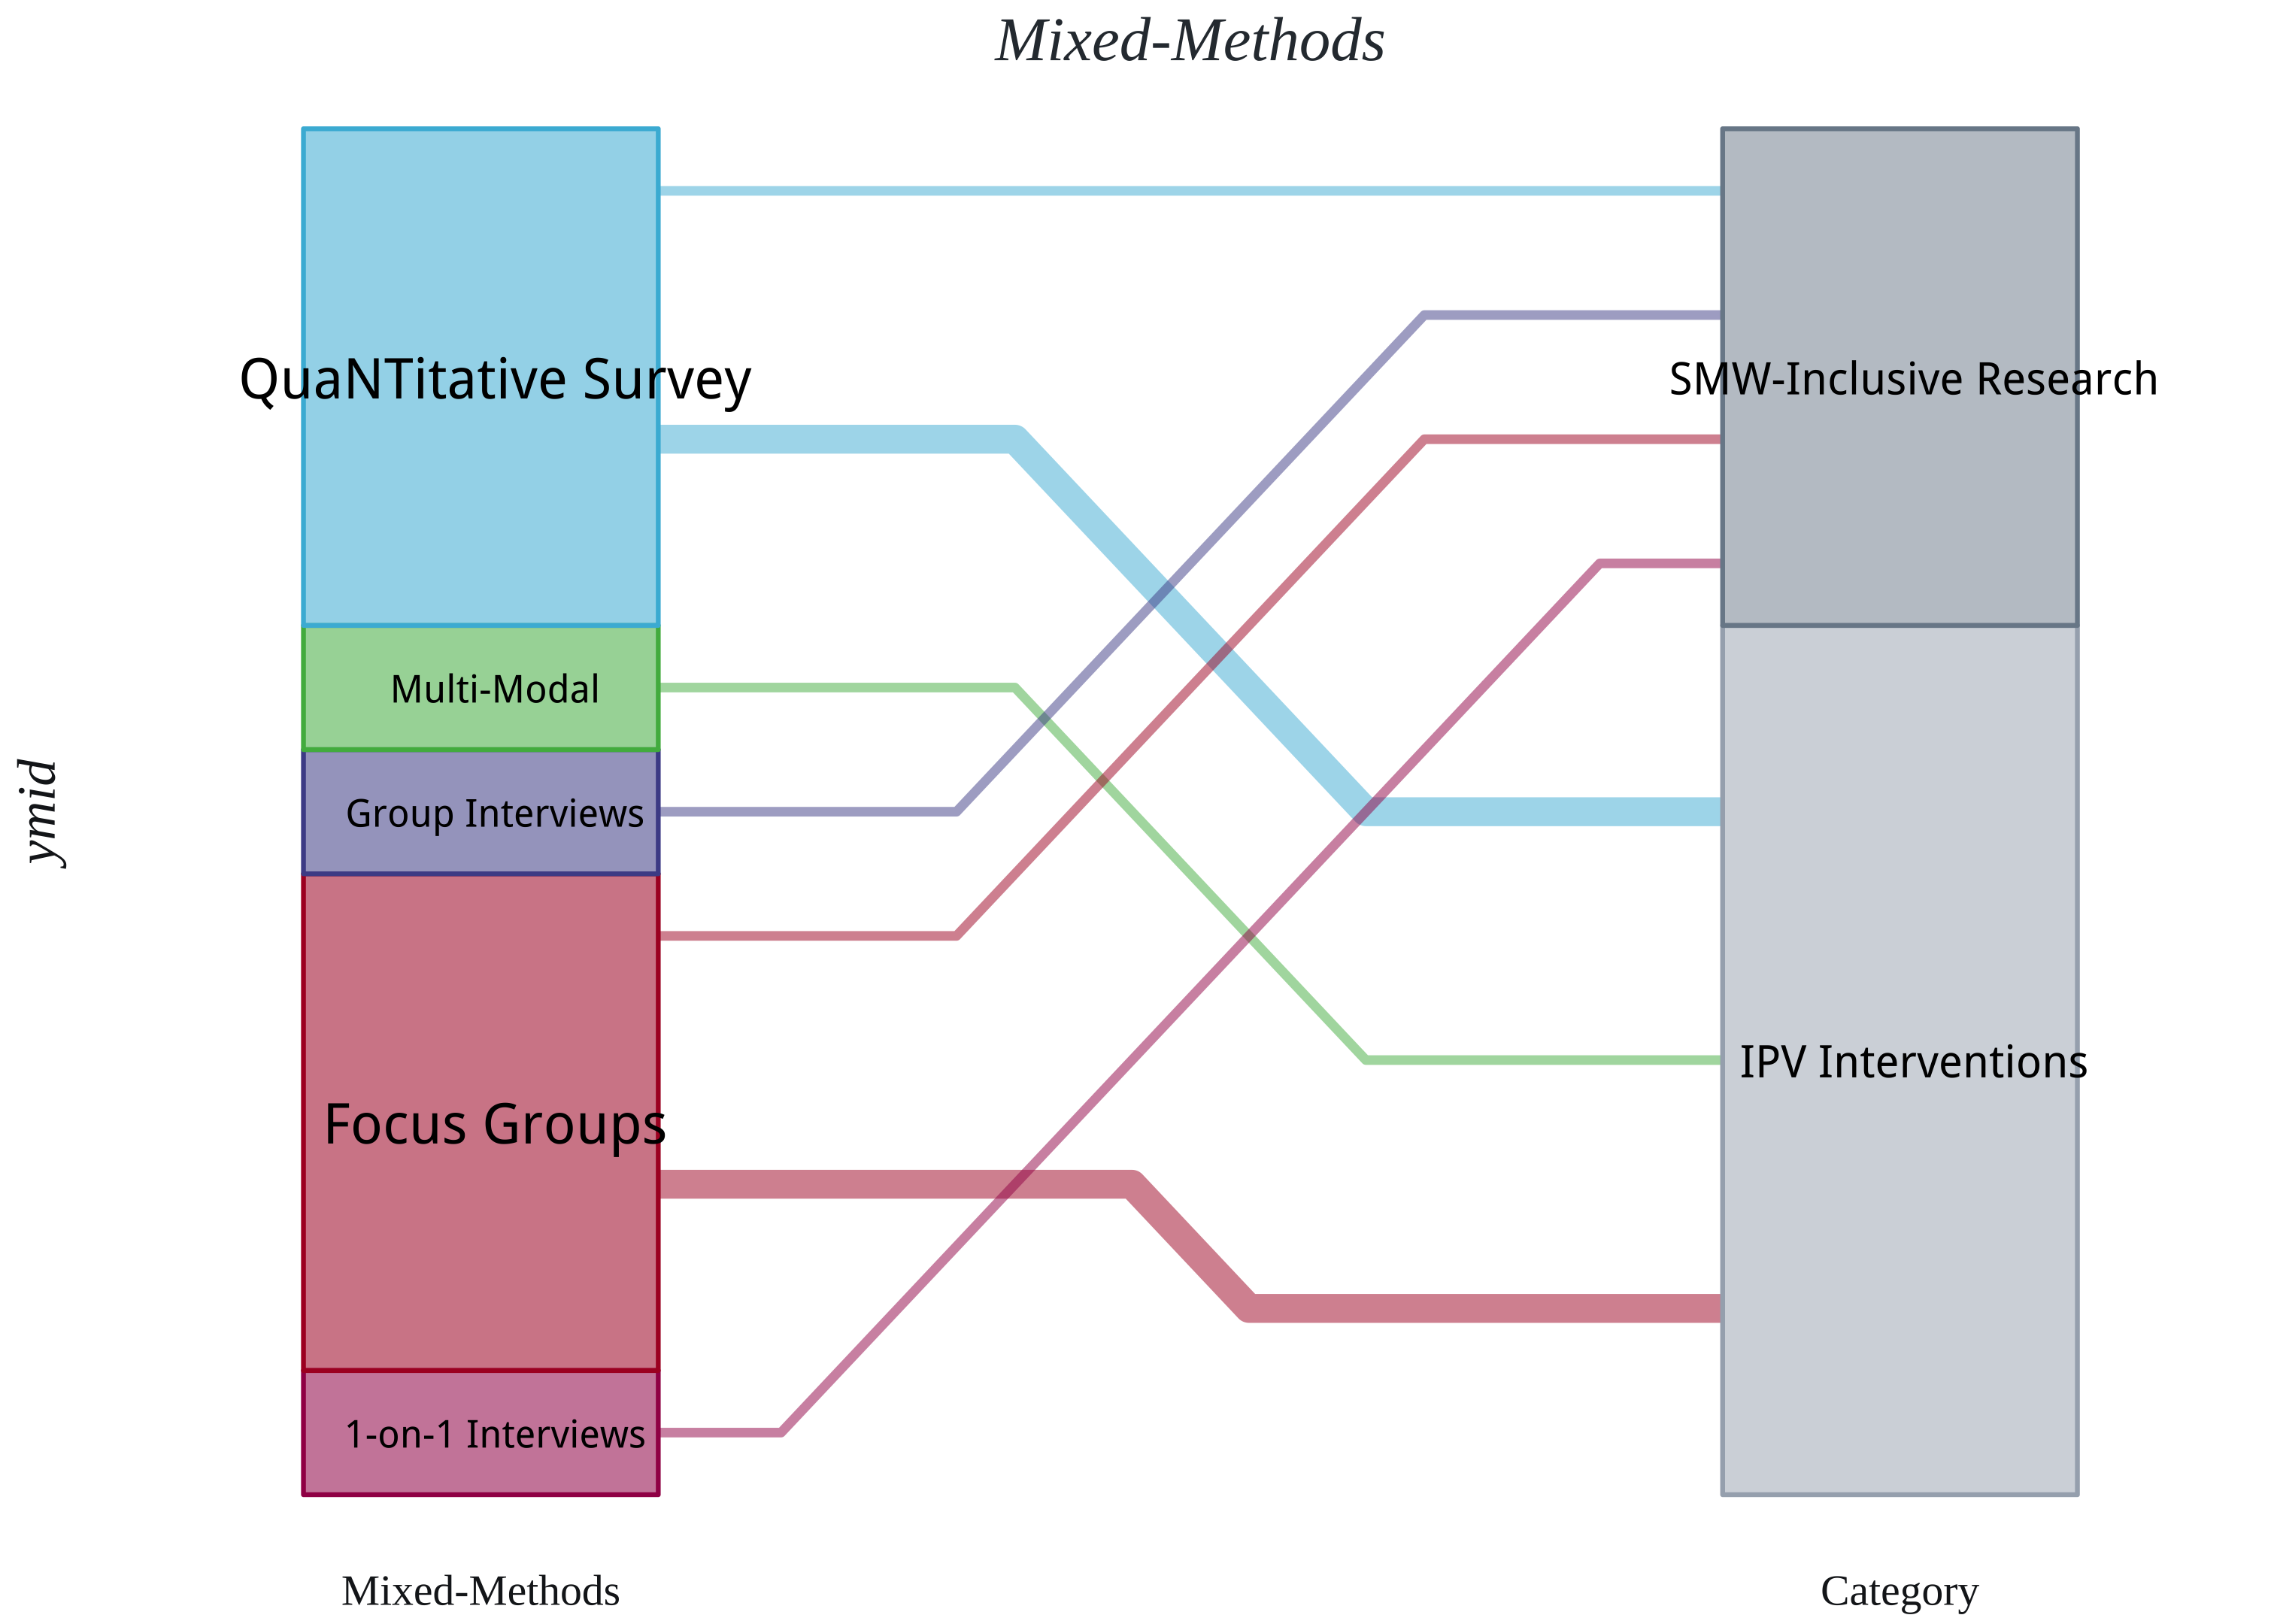 Mixed-Methods
QuaNTitative Survey
SMW-Inclusive Research
Multi-Modal
Group Interviews
ymid
IPV Interventions
Focus Groups
1-on-1 Interviews
Mixed-Methods
Category